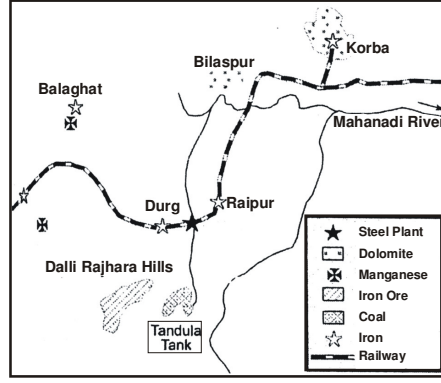 Korba
Bilaspur
Balaghat
Mahanadi River
Durg
Raipur
Dalli Rajhara Hills
Tandula
Tank
Steel Plant
Dolomite
Manganese
Iron Ore
Coal
Iron
Railway